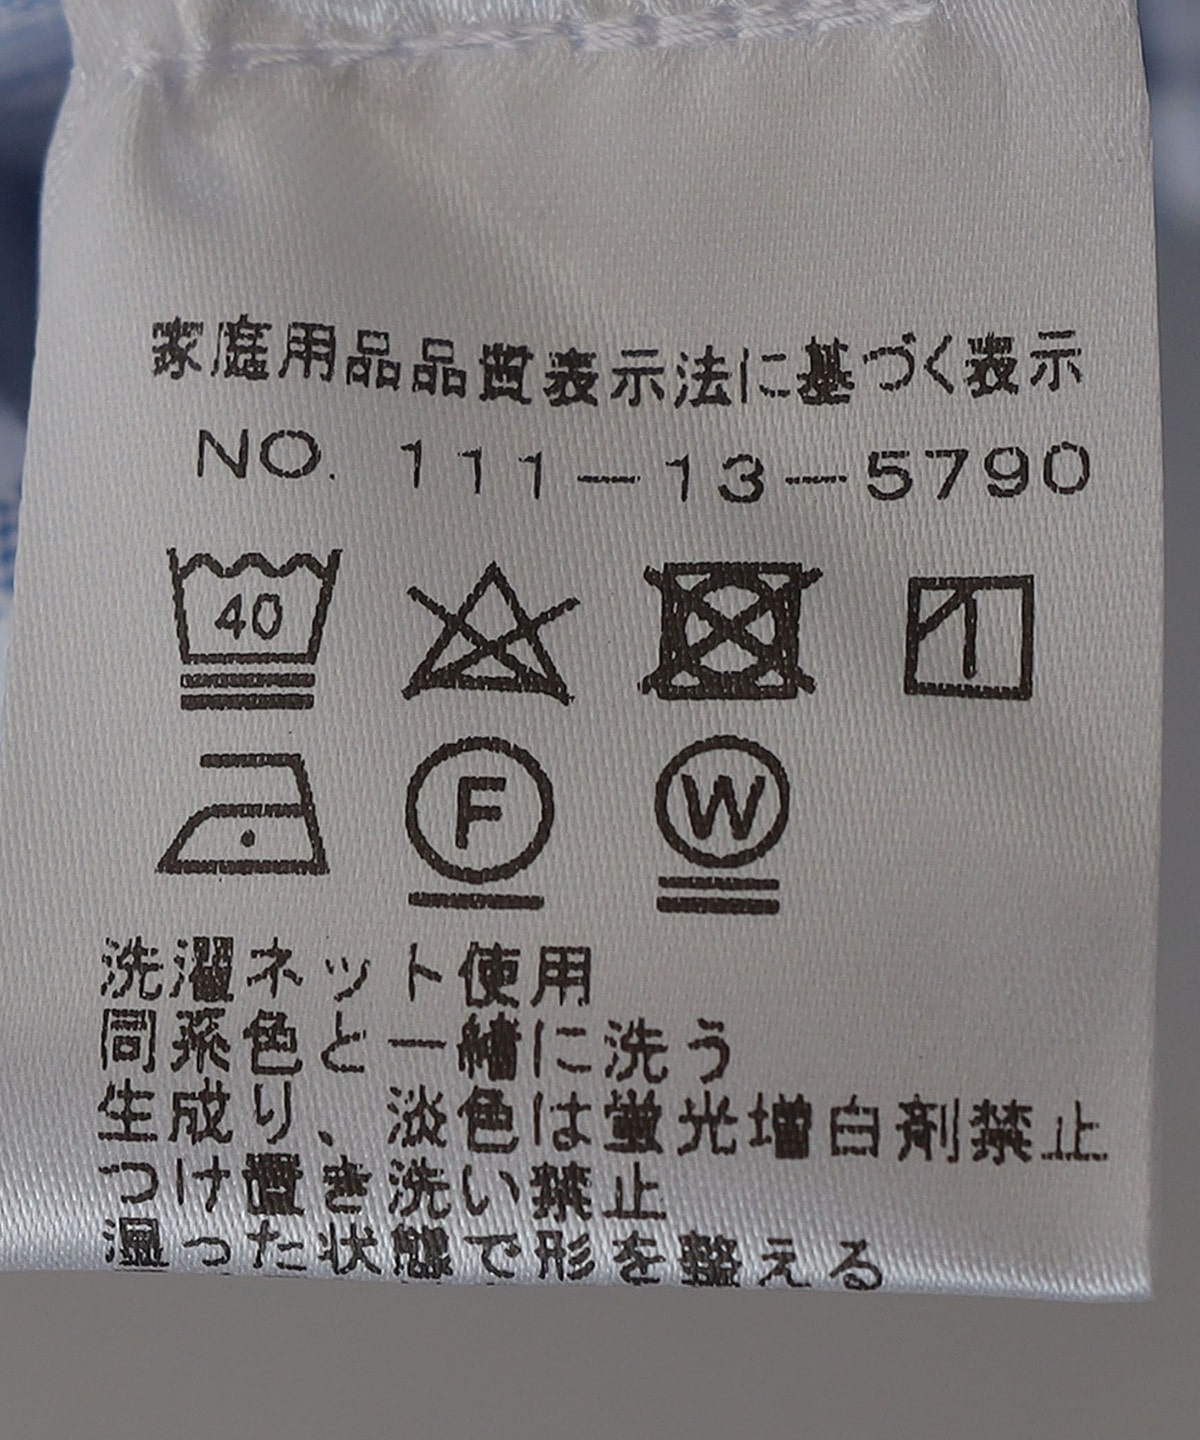 家庭用品品質表示法に基づく表示
NO. 111-13-5790
40
F W
洗濯ネット使用
同系色と一緒に洗う
生成り、淡色は蛍光増白剤禁止
つけ置き洗い禁止
湿った状態で形を整える